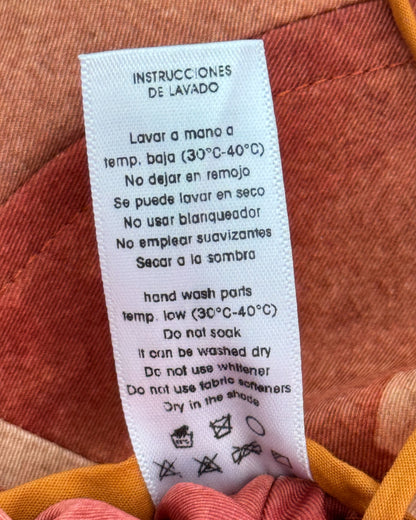 INSTRUCCIONES
DE LAVADO
Lavar a mano a
temp. baja (30°C-40°C)
No dejar en remojo
Se puede lavar en seco
No usar blanqueador
No emplear suavizantes
Secar a la sombra
hand wash parts
temp. low (30°C-40°C)
Do not soak
It can be washed dry
Do not use whitener
Do not use fabric softeners
Dry in the shade